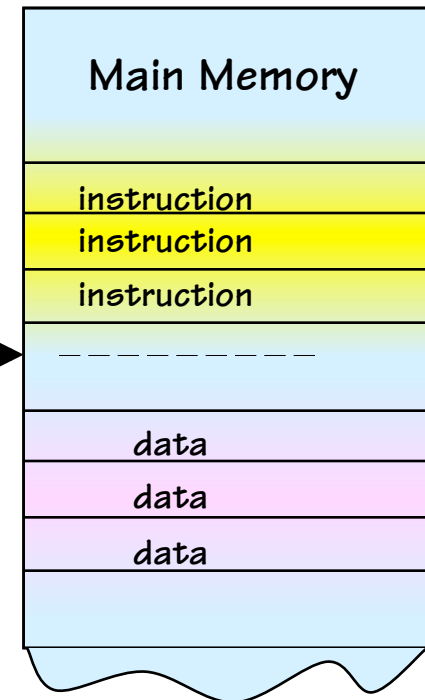 Main Memory
instruction
instruction
instruction
data
data
data